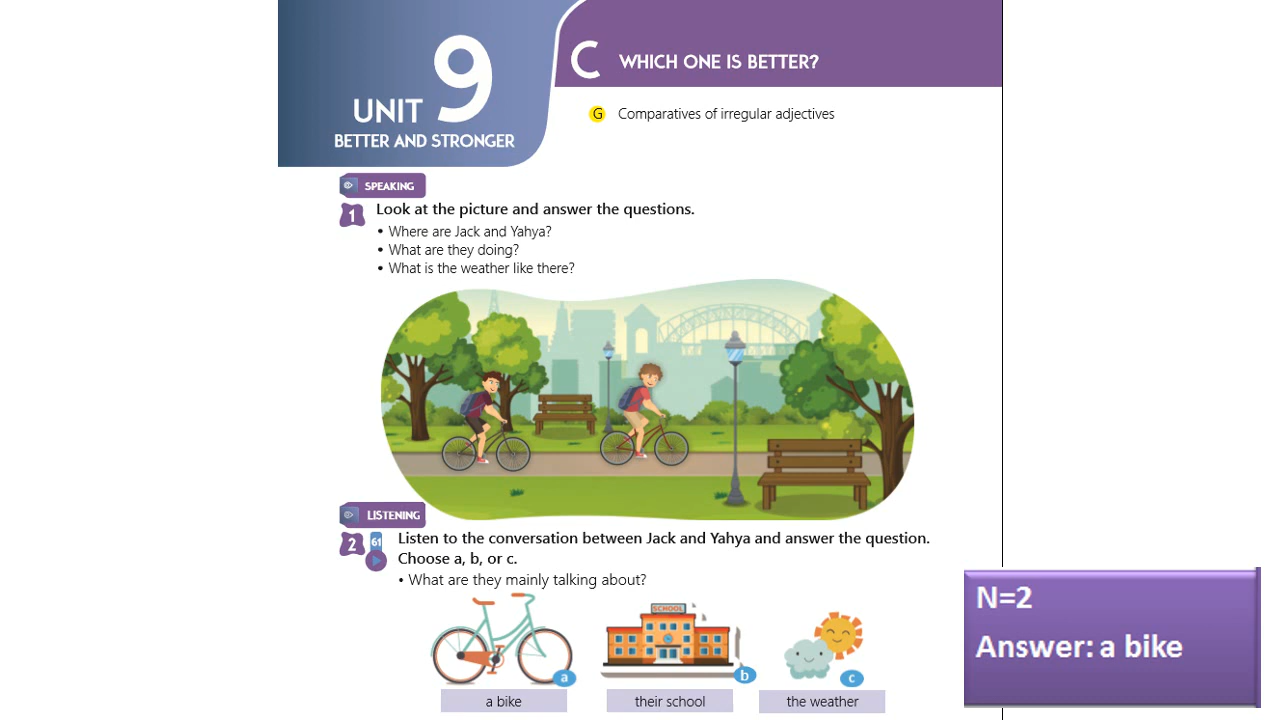 UNIT 9
BETTER AND STRONGER
C WHICH ONE IS BETTER?
G Comparatives of irregular adjectives
SPEAKING
1 Look at the picture and answer the questions.
• Where are Jack and Yahya?
• What are they doing?
• What is the weather like there?
LISTENING
2 61 Listen to the conversation between Jack and Yahya and answer the question.
Choose a, b, or c.
• What are they mainly talking about?
SCHOOL
a
b
c
a bike
their school
the weather
N=2
Answer: a bike